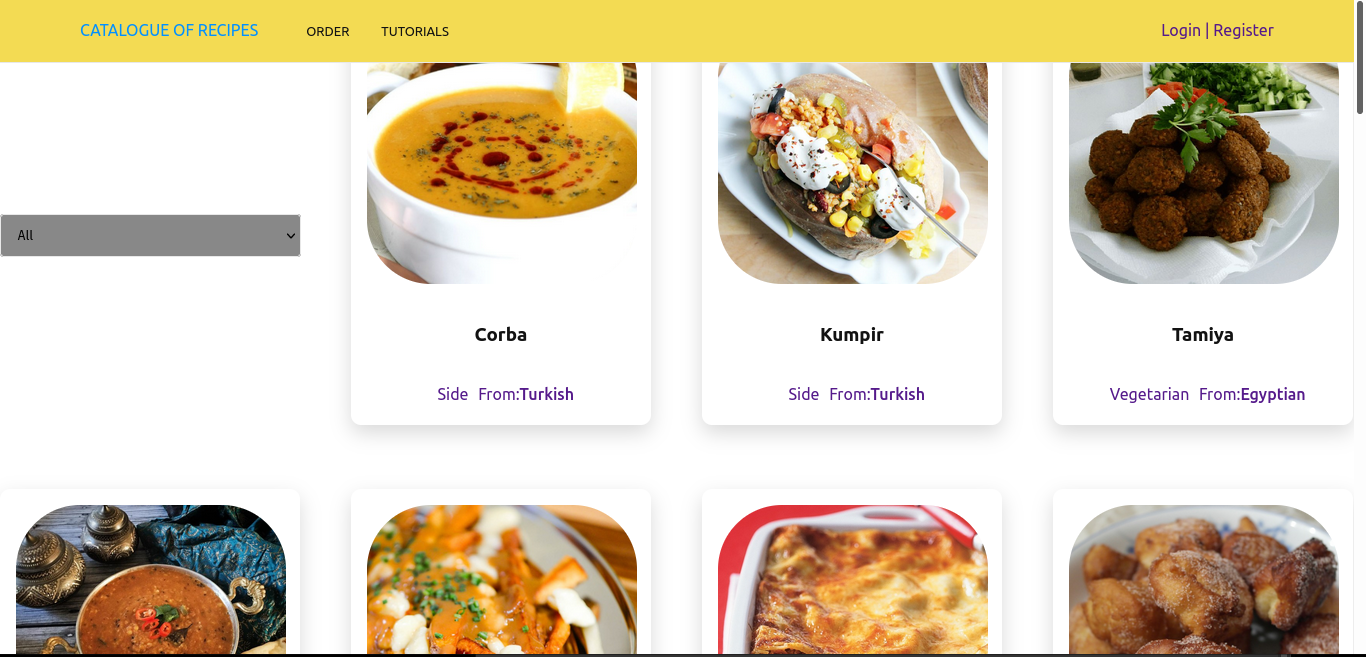 CATALOGUE OF RECIPES ORDER TUTORIALS Login | Register
All
Corba Kumpir Tamiya
Side From:Turkish Side From:Turkish Vegetarian From:Egyptian